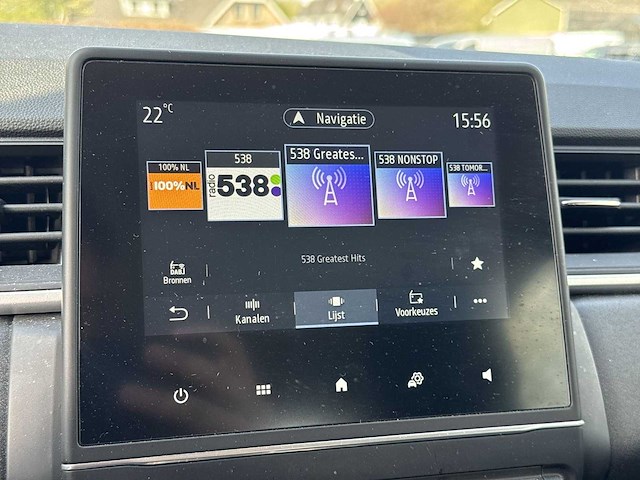 22°C
Navigatie
15:56
100% NL
100%NL
538
radio 538
538 Greates...
538 NONSTOP
538 TOMOR...
538 Greatest Hits
DAB
Bronnen
Kanalen
Lijst
Voorkeuzes